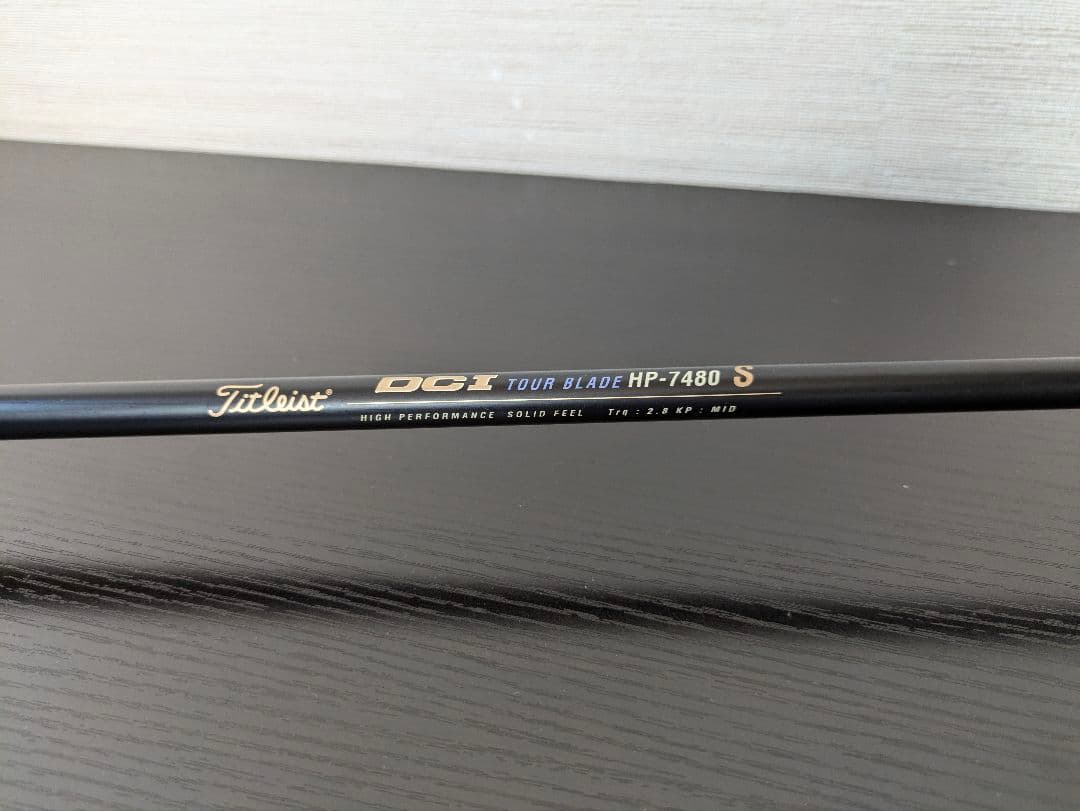 Titleist® DCI TOUR BLADE HP-7480 S
HIGH PERFORMANCE SOLID FEEL Trq : 2.8 KP : MID